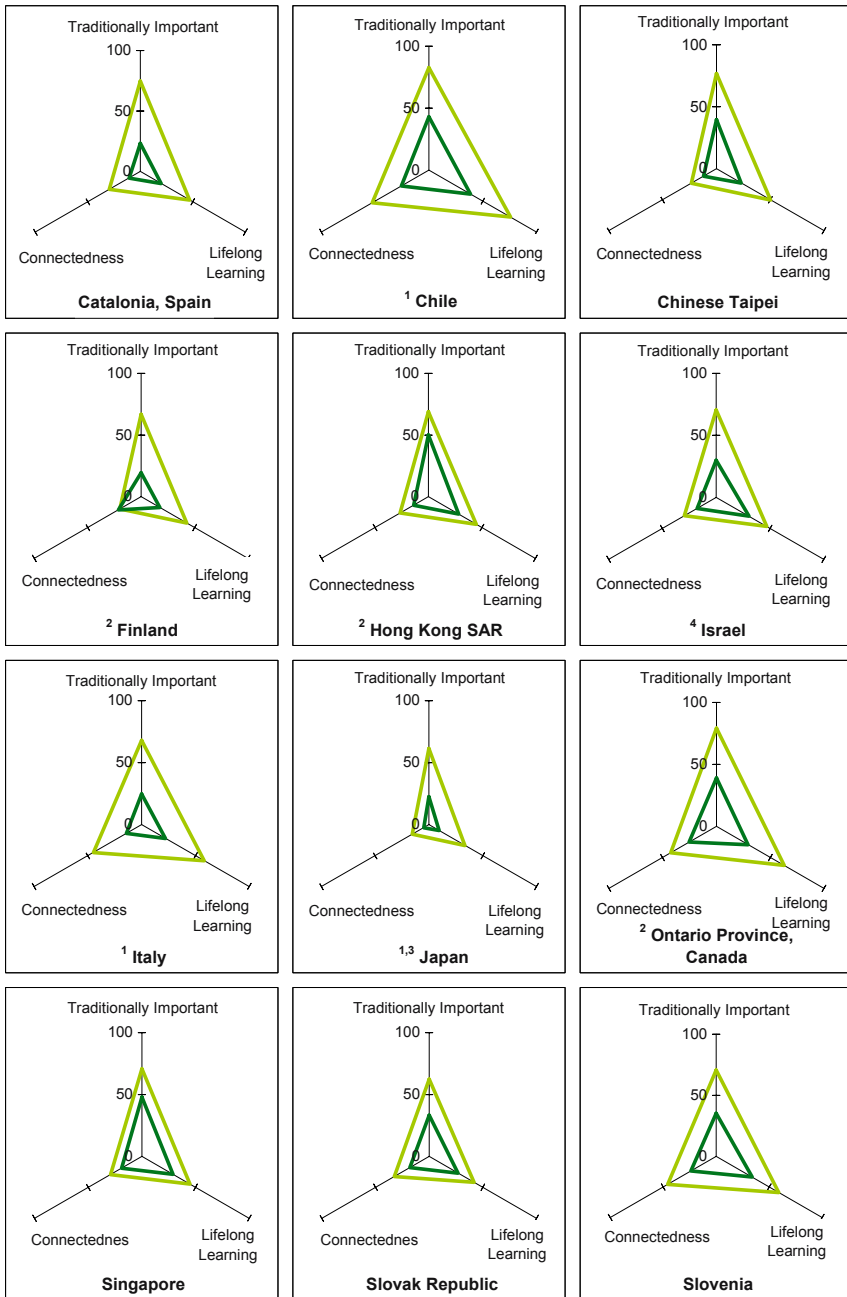 Traditionally Important
100
50
0
Connectedness
Lifelong
Learning
Catalonia, Spain
Traditionally Important
100
50
0
Connectedness
Lifelong
Learning
1 Chile
Traditionally Important
100
50
0
Connectedness
Lifelong
Learning
Chinese Taipei
Traditionally Important
100
50
0
Connectedness
Lifelong
Learning
2 Finland
Traditionally Important
100
50
0
Connectedness
Lifelong
Learning
2 Hong Kong SAR
Traditionally Important
100
50
0
Connectedness
Lifelong
Learning
4 Israel
Traditionally Important
100
50
0
Connectedness
Lifelong
Learning
1 Italy
Traditionally Important
100
50
0
Connectedness
Lifelong
Learning
1,3 Japan
Traditionally Important
100
50
0
Connectedness
Lifelong
Learning
2 Ontario Province,
Canada
Traditionally Important
100
50
0
Connectednes
Lifelong
Learning
Singapore
Traditionally Important
100
50
0
Connectedness
Lifelong
Learning
Slovak Republic
Traditionally Important
100
50
0
Connectedness
Lifelong
Learning
Slovenia